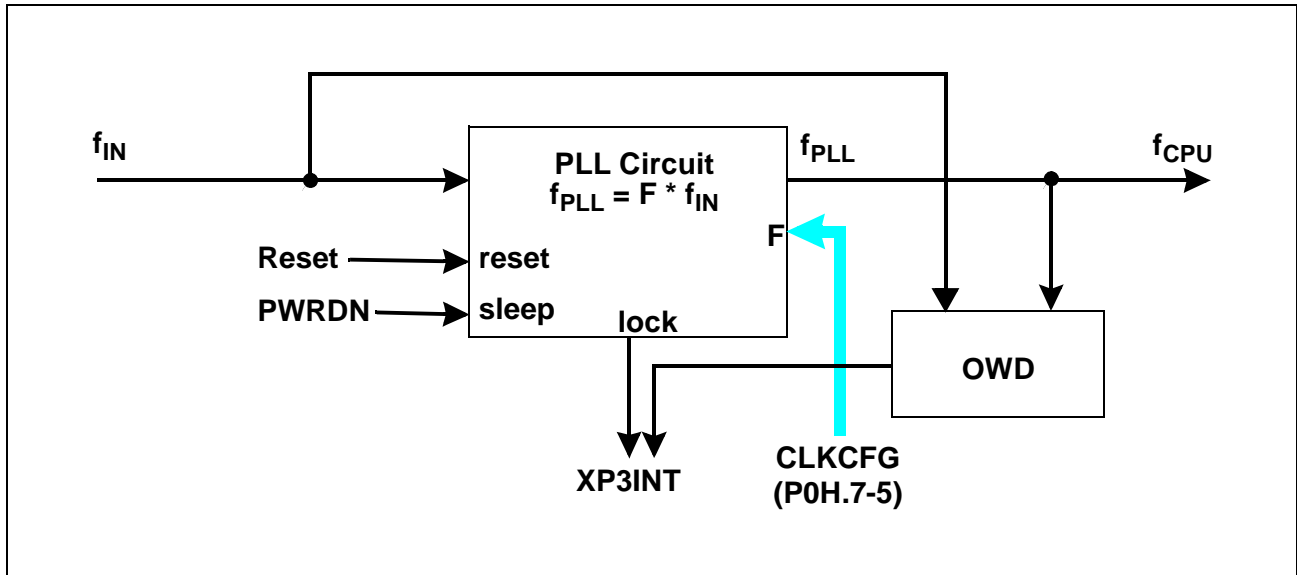 fIN
PLL Circuit
fPLL = F * fIN
fPLL
fCPU
F
Reset
reset
PWRDN
sleep
lock
OWD
XP3INT
CLKCFG
(P0H.7-5)